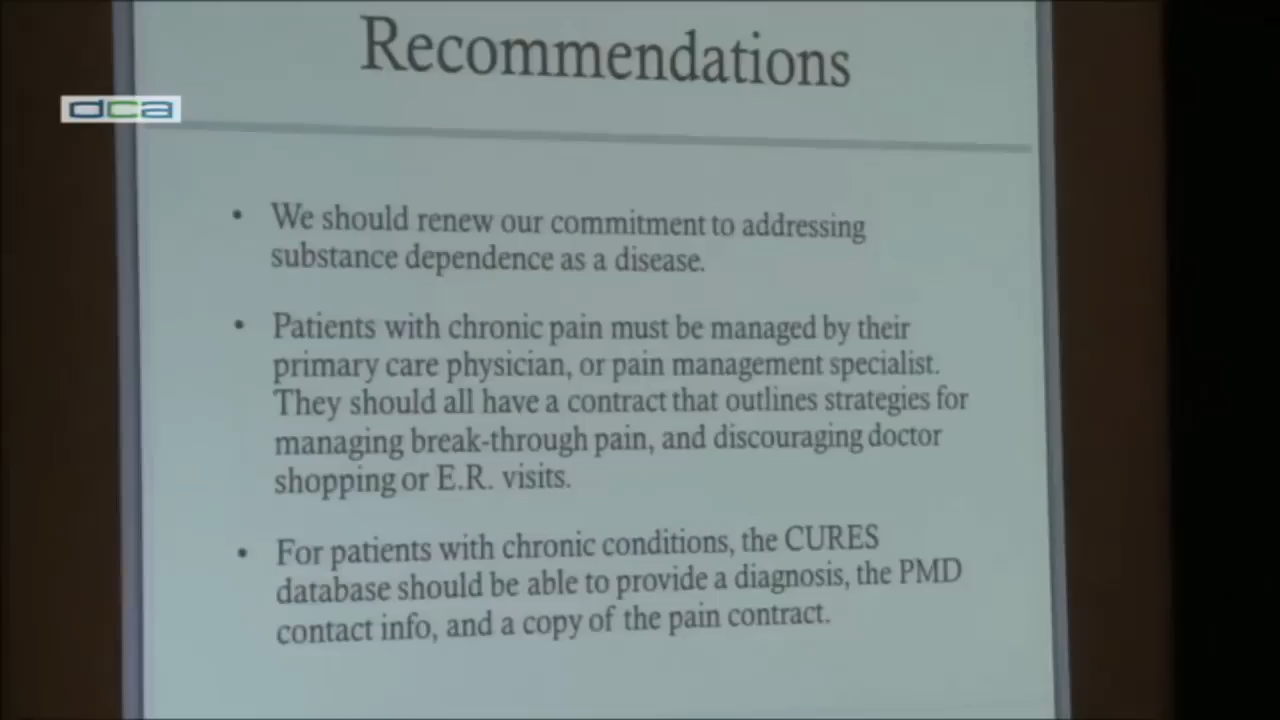 Recommendations
dca
• We should renew our commitment to addressing
substance dependence as a disease.
• Patients with chronic pain must be managed by their
primary care physician, or pain management specialist.
They should all have a contract that outlines strategies for
managing break-through pain, and discouraging doctor
shopping or E.R. visits.
• For patients with chronic conditions, the CURES
database should be able to provide a diagnosis, the PMD
contact info, and a copy of the pain contract.